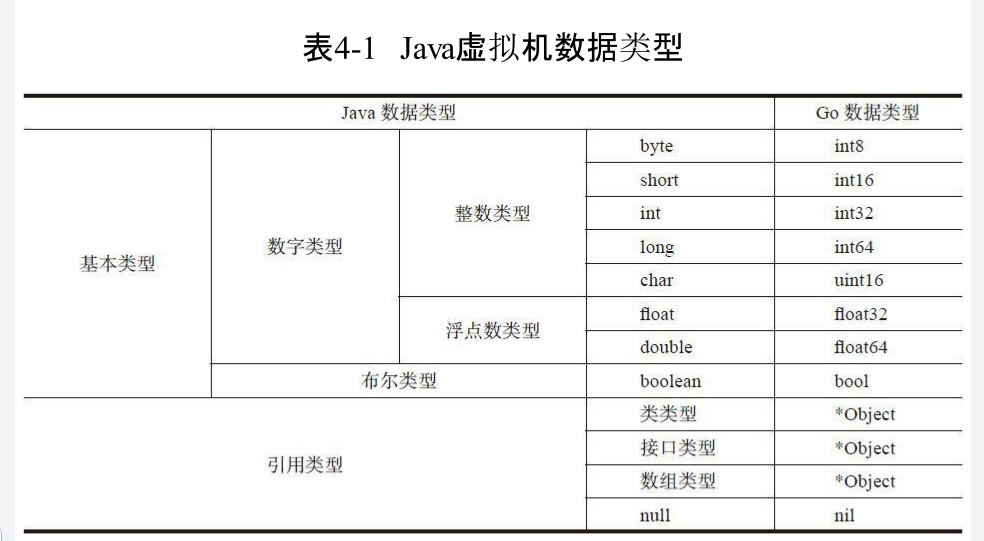 表4-1 Java虚拟机数据类型
Java 数据类型 Go 数据类型
基本类型 数字类型 整数类型 byte int8
short int16
int int32
long int64
char uint16
浮点数类型 float float32
double float64
布尔类型 boolean bool
引用类型 类类型 *Object
接口类型 *Object
数组类型 *Object
null nil